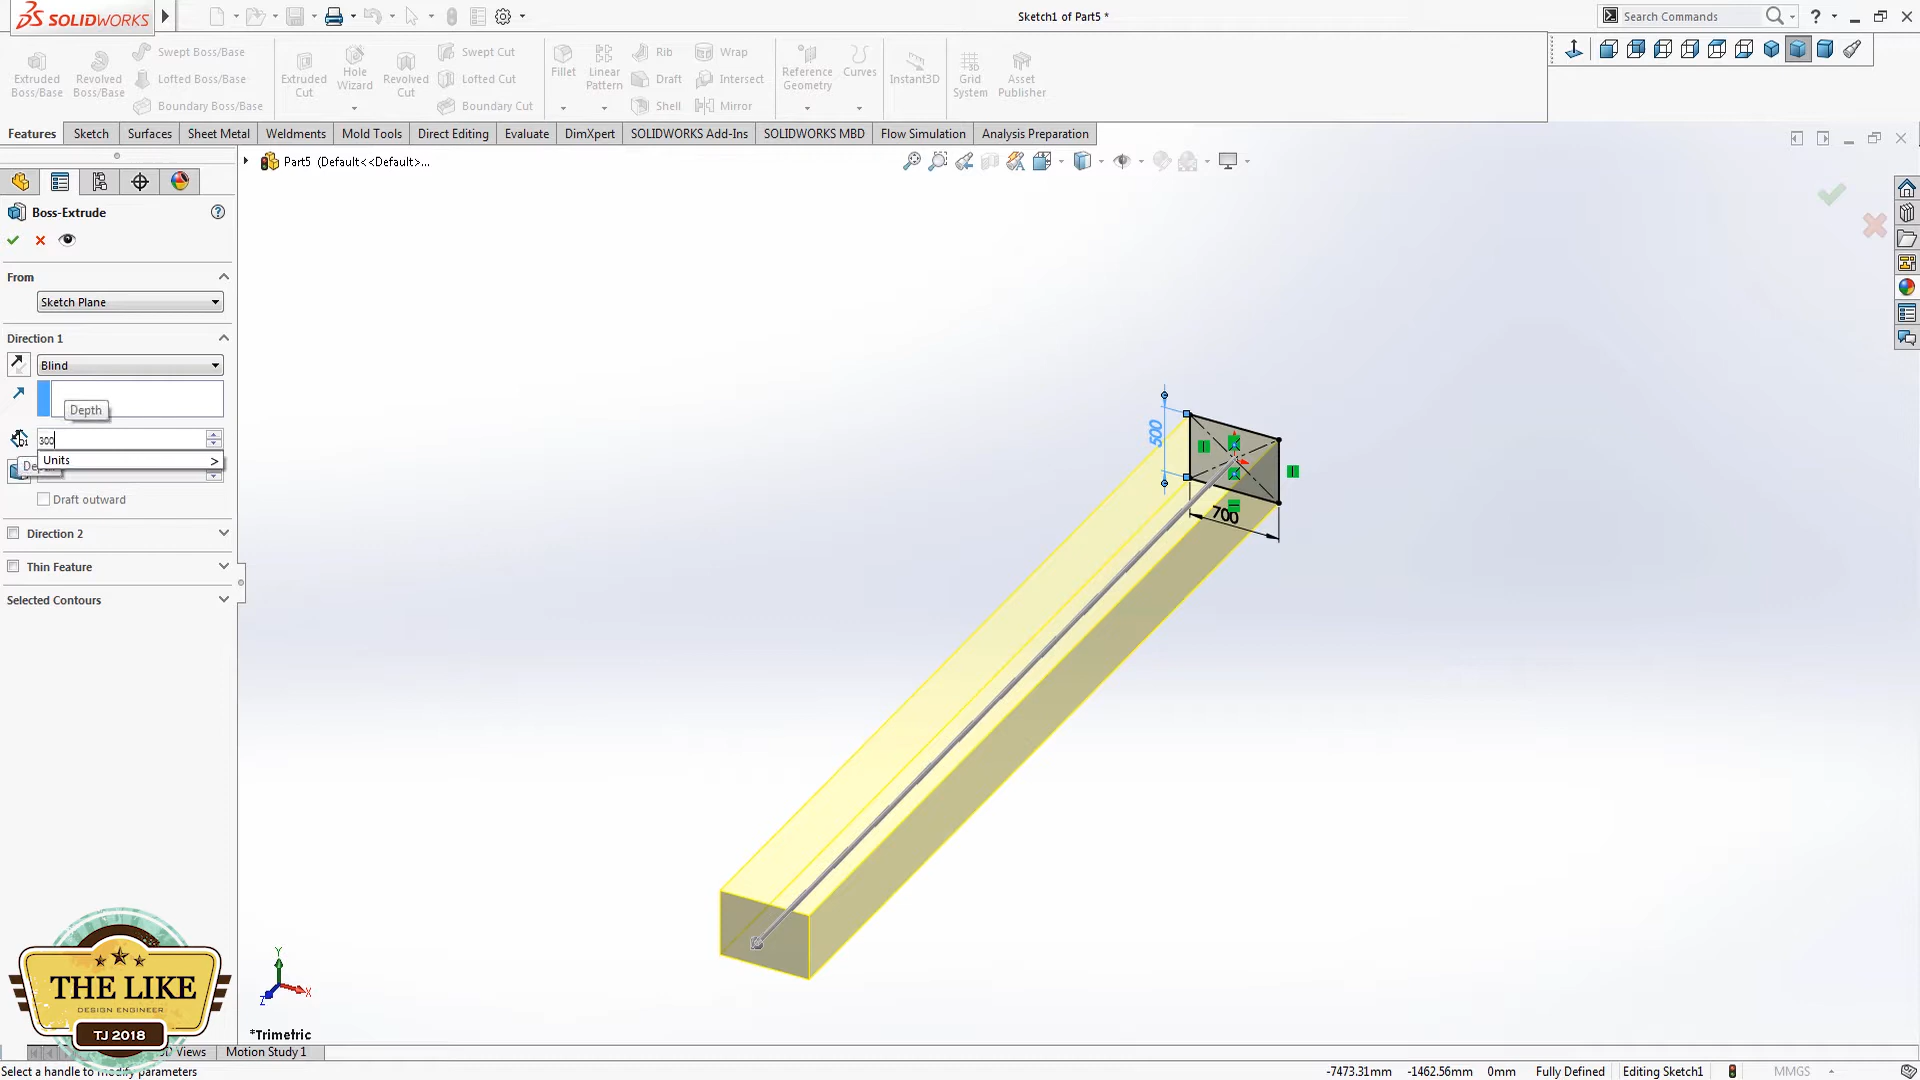 SOLIDWORKS
Sketch1 of Part5 *
Search Commands
Extruded Boss/Base
Revolved Boss/Base
Swept Boss/Base
Lofted Boss/Base
Boundary Boss/Base
Extruded Cut
Hole Wizard
Revolved Cut
Swept Cut
Lofted Cut
Boundary Cut
Fillet
Linear Pattern
Rib
Draft
Shell
Wrap
Intersect
Mirror
Reference Geometry
Curves
Instant3D
Grid System
Asset Publisher
Features
Sketch
Surfaces
Sheet Metal
Weldments
Mold Tools
Direct Editing
Evaluate
DimXpert
SOLIDWORKS Add-Ins
SOLIDWORKS MBD
Flow Simulation
Analysis Preparation
Part5 (Default<<Default>...
Boss-Extrude
From
Sketch Plane
Direction 1
Blind
Depth
300
Units >
Draft outward
Direction 2
Thin Feature
Selected Contours
500
700
Y
X
Z
*Trimetric
THE LIKE
DESIGN ENGINEER
TJ 2018
Views
Motion Study 1
Select a handle to modify parameters
-7473.31mm
-1462.56mm
0mm
Fully Defined
Editing Sketch1
MMGS